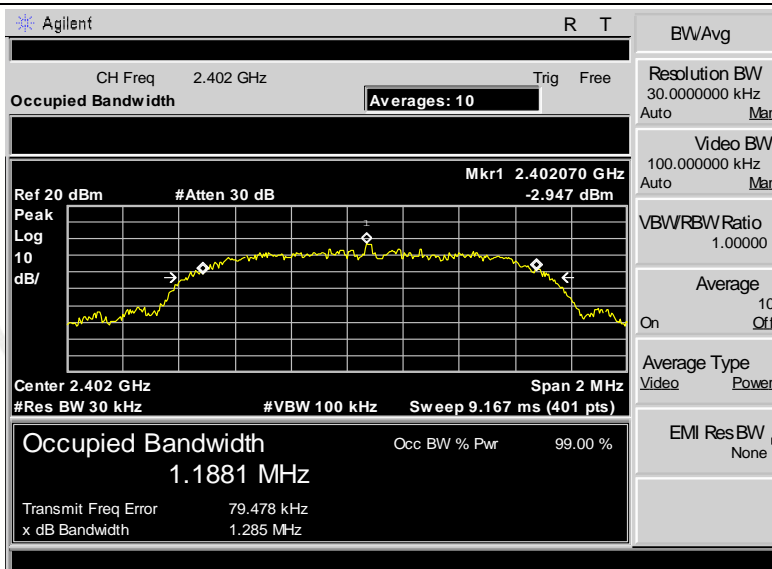 Agilent R T
CH Freq 2.402 GHz Trig Free
Occupied Bandwidth Averages: 10
Mkr1 2.402070 GHz
Ref 20 dBm #Atten 30 dB -2.947 dBm
Peak
Log
10
dB/
1
Center 2.402 GHz Span 2 MHz
#Res BW 30 kHz #VBW 100 kHz Sweep 9.167 ms (401 pts)
Occupied Bandwidth Occ BW % Pwr 99.00 %
1.1881 MHz
Transmit Freq Error 79.478 kHz
x dB Bandwidth 1.285 MHz
BW/Avg
Resolution BW
30.0000000 kHz
Auto Man
Video BW
100.000000 kHz
Auto Man
VBW/RBW Ratio
1.00000
Average
10
On Off
Average Type
Video Power
EMI Res BW
None